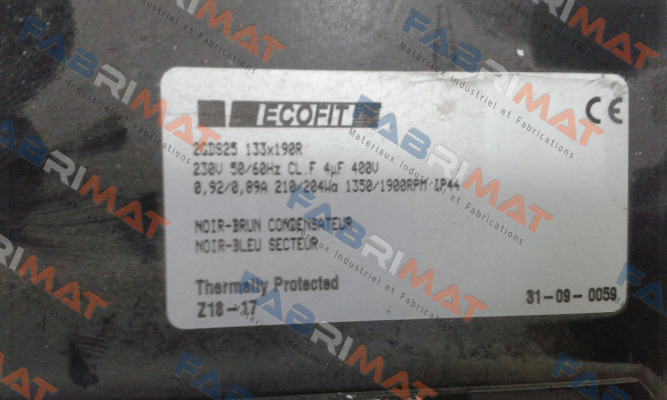 ECOFIT
CE
2GDS25 133x190R
230V 50/60Hz CL.F 4µF 400V
0,92/0,89A 210/204Wa 1350/1900RPM IP44
NOIR-BRUN CONDENSATEUR
NOIR-BLEU SECTEUR
Thermally Protected
Z18-17
31-09-0059
FABRIMAT
Materiaux Industriel et Fabrications